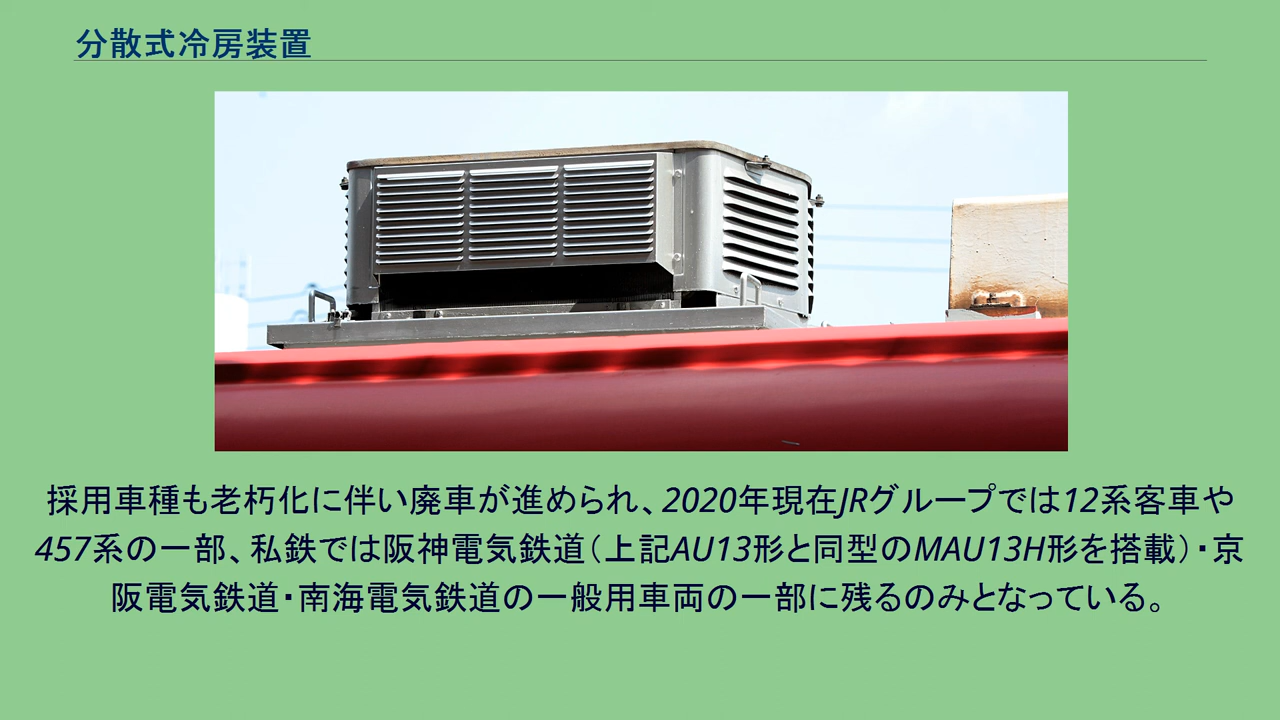 分散式冷房装置
採用車種も老朽化に伴い廃車が進められ、2020年現在JRグループでは12系客車や
457系の一部、私鉄では阪神電気鉄道（上記AU13形と同型のMAU13H形を搭載）・京
阪電気鉄道・南海電気鉄道の一般用車両の一部に残るのみとなっている。